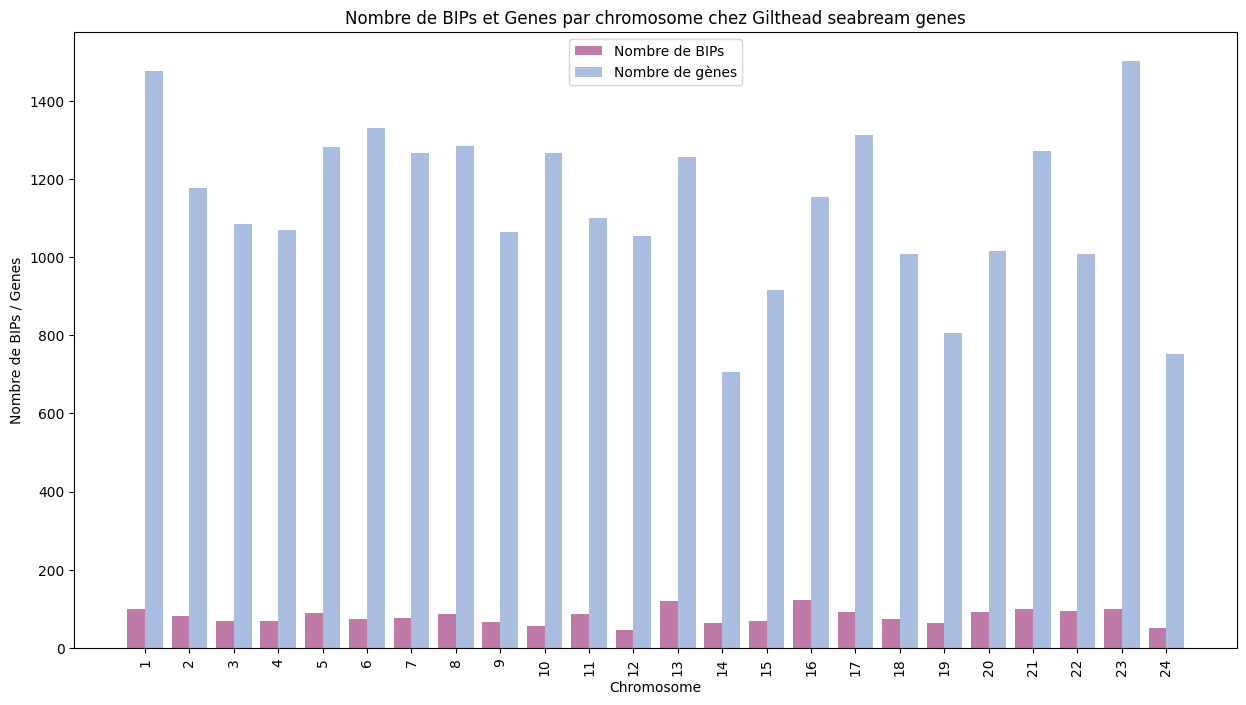 Nombre de BIPs et Genes par chromosome chez Gilthead seabream genes
Nombre de BIPs
Nombre de gènes
Nombre de BIPs / Genes
1400
1200
1000
800
600
400
200
0
1 2 3 4 5 6 7 8 9 10 11 12 13 14 15 16 17 18 19 20 21 22 23 24
Chromosome